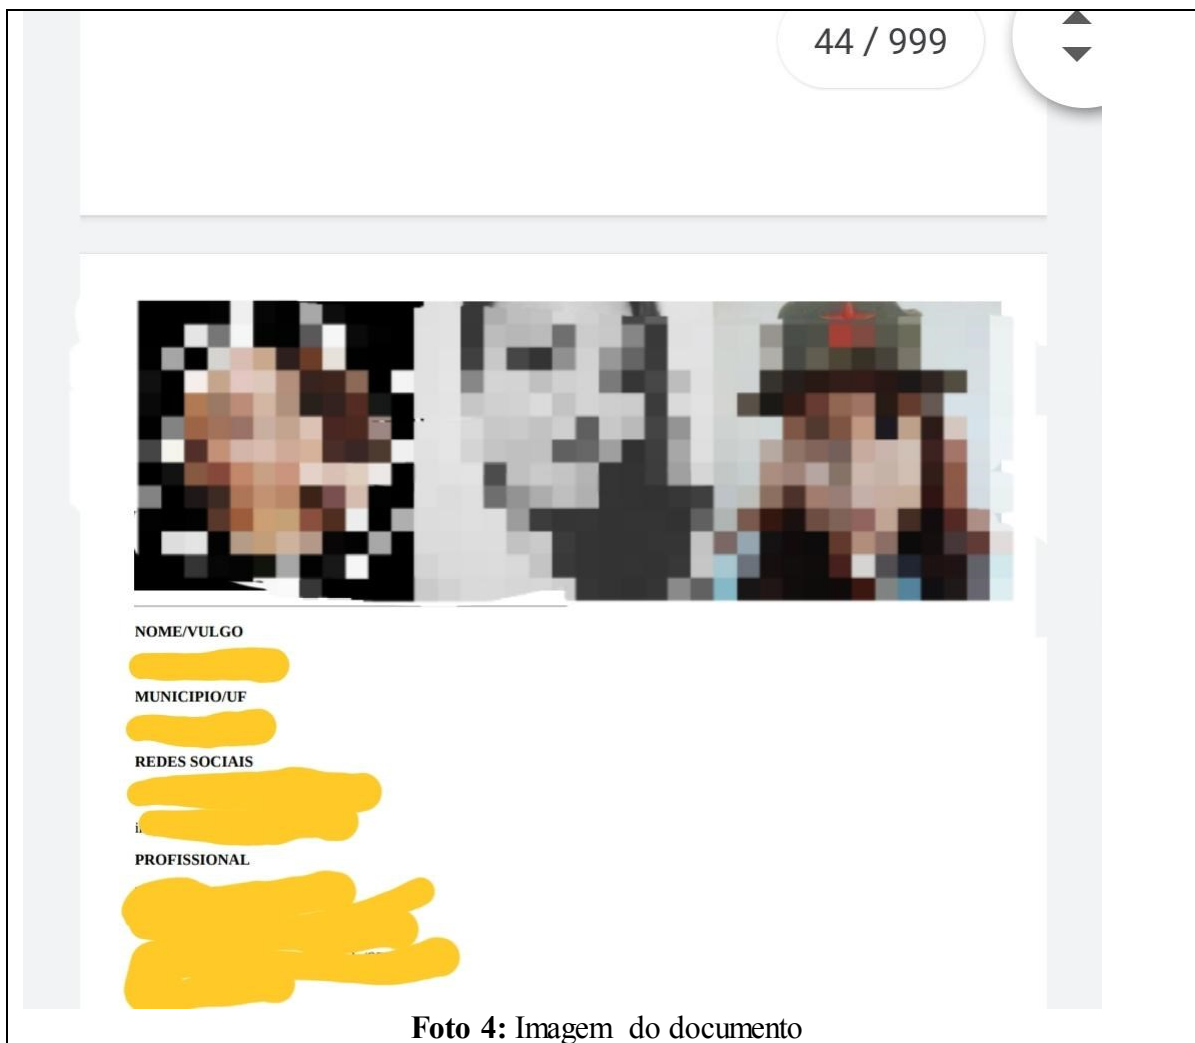 44 / 999
NOME/VULGO
MUNICIPIO/UF
REDES SOCIAIS
PROFISSIONAL
Foto 4: Imagem do documento